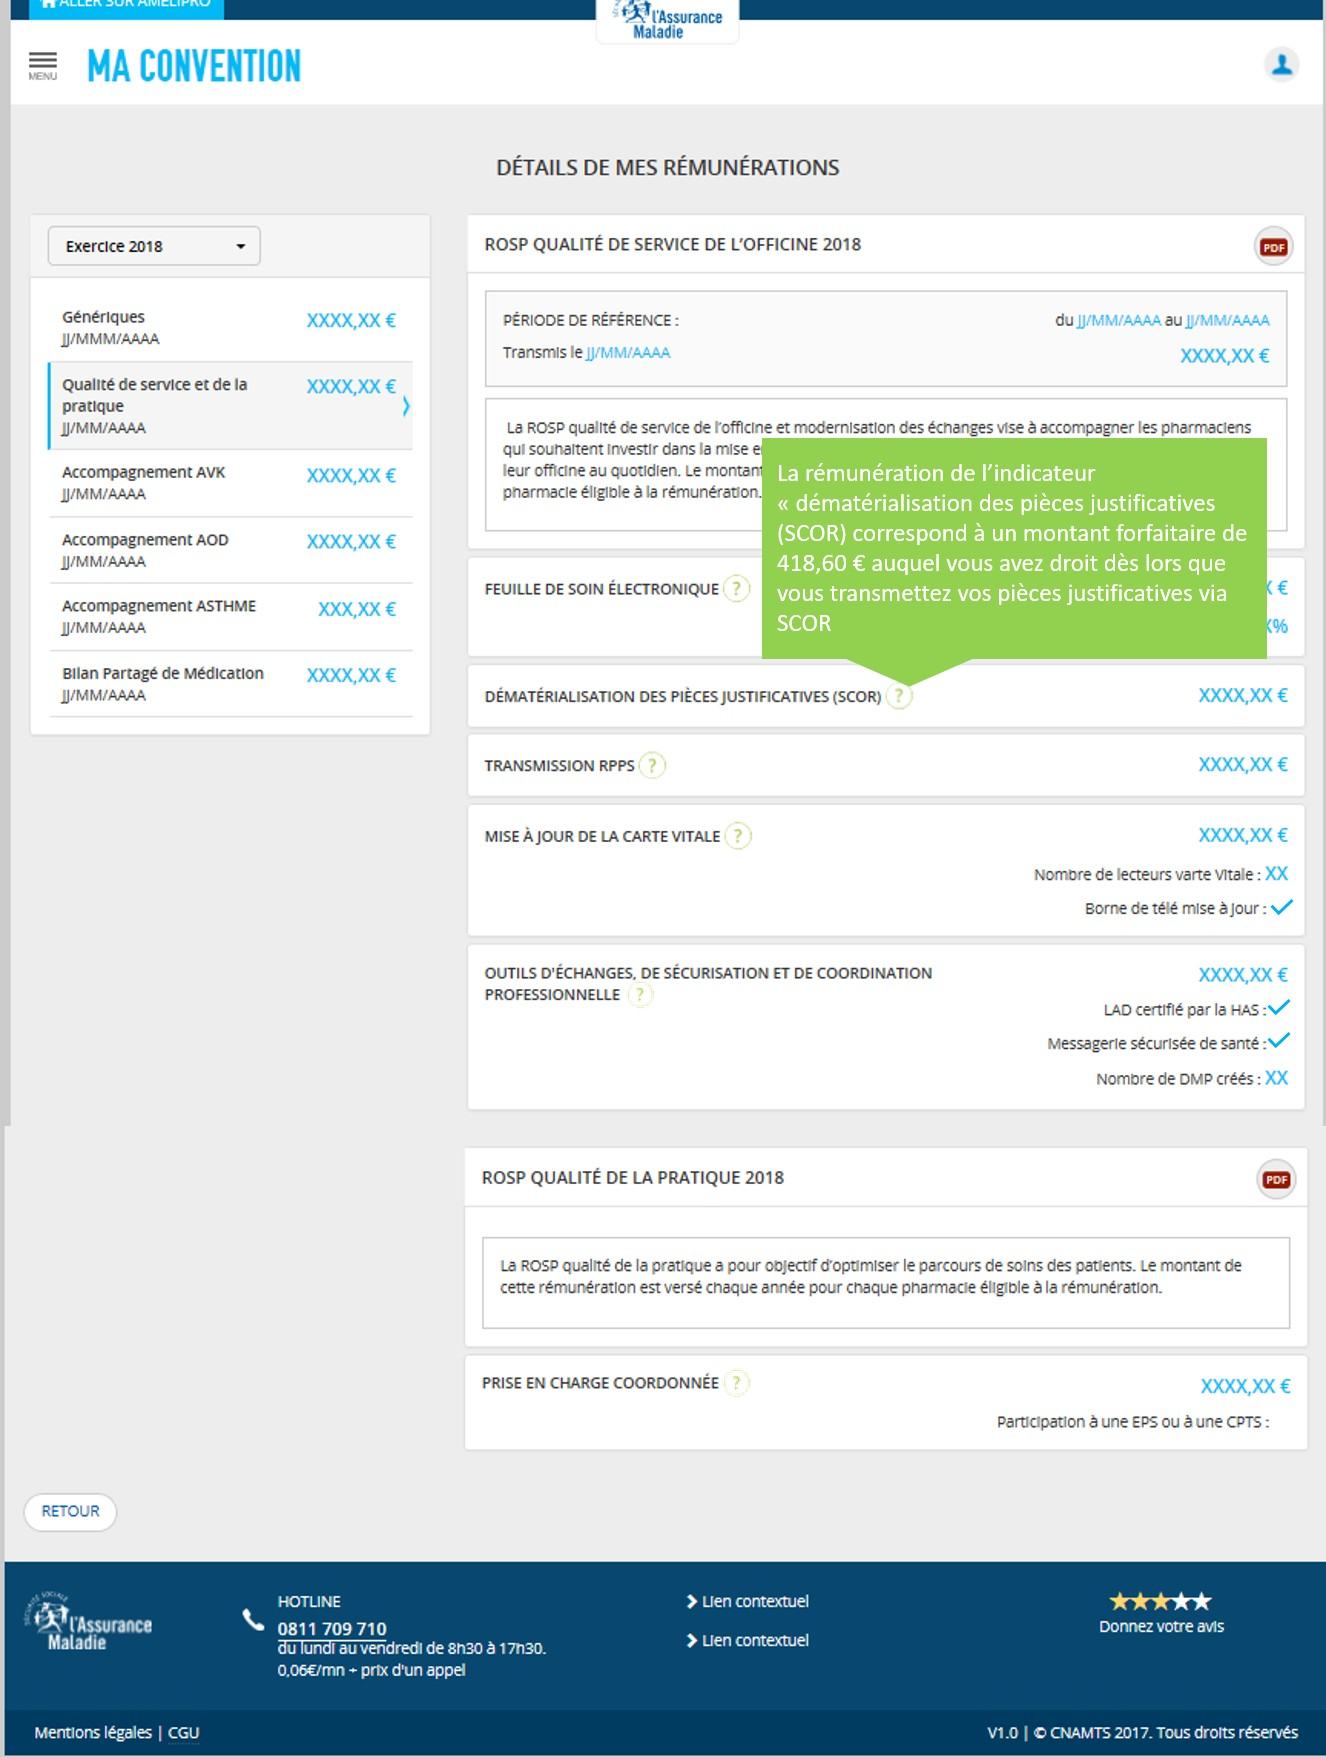 ALLER SUR AMELIPRO
l'Assurance
Maladie
MENU
MA CONVENTION
DÉTAILS DE MES RÉMUNÉRATIONS
Exercice 2018
Génériques
JJ/MMM/AAAA
XXXX,XX €
Qualité de service et de la
pratique
JJ/MM/AAAA
XXXX,XX €
Accompagnement AVK
JJ/MM/AAAA
XXXX,XX €
Accompagnement AOD
JJ/MM/AAAA
XXXX,XX €
Accompagnement ASTHME
JJ/MM/AAAA
XXX,XX €
Bilan Partagé de Médication
JJ/MM/AAAA
XXXX,XX €
ROSP QUALITÉ DE SERVICE DE L’OFFICINE 2018
PDF
PÉRIODE DE RÉFÉRENCE :
du JJ/MM/AAAA au JJ/MM/AAAA
Transmis le JJ/MM/AAAA
XXXX,XX €
La ROSP qualité de service de l’officine et modernisation des échanges vise à accompagner les pharmaciens
qui souhaitent investir dans la mise
leur officine au quotidien. Le montant
pharmacie éligible à la rémunération.
La rémunération de l’indicateur
« dématérialisation des pièces justificatives
(SCOR) correspond à un montant forfaitaire de
418,60 € auquel vous avez droit dès lors que
vous transmettez vos pièces justificatives via
SCOR
FEUILLE DE SOIN ÉLECTRONIQUE ?
€
%
DÉMATÉRIALISATION DES PIÈCES JUSTIFICATIVES (SCOR) ?
XXXX,XX €
TRANSMISSION RPPS ?
XXXX,XX €
MISE À JOUR DE LA CARTE VITALE ?
XXXX,XX €
Nombre de lecteurs varte Vitale : XX
Borne de télé mise à jour :
OUTILS D'ÉCHANGES, DE SÉCURISATION ET DE COORDINATION
PROFESSIONNELLE ?
XXXX,XX €
LAD certifié par la HAS :
Messagerie sécurisée de santé :
Nombre de DMP créés : XX
ROSP QUALITÉ DE LA PRATIQUE 2018
PDF
La ROSP qualité de la pratique a pour objectif d’optimiser le parcours de soins des patients. Le montant de
cette rémunération est versé chaque année pour chaque pharmacie éligible à la rémunération.
PRISE EN CHARGE COORDONNÉE ?
XXXX,XX €
Participation à une EPS ou à une CPTS :
RETOUR
SÉCURITÉ SOCIALE
l'Assurance
Maladie
HOTLINE
0811 709 710
du lundi au vendredi de 8h30 à 17h30.
0,06€/mn + prix d'un appel
Lien contextuel
Lien contextuel
Donnez votre avis
Mentions légales | CGU
V1.0 | © CNAMTS 2017. Tous droits réservés